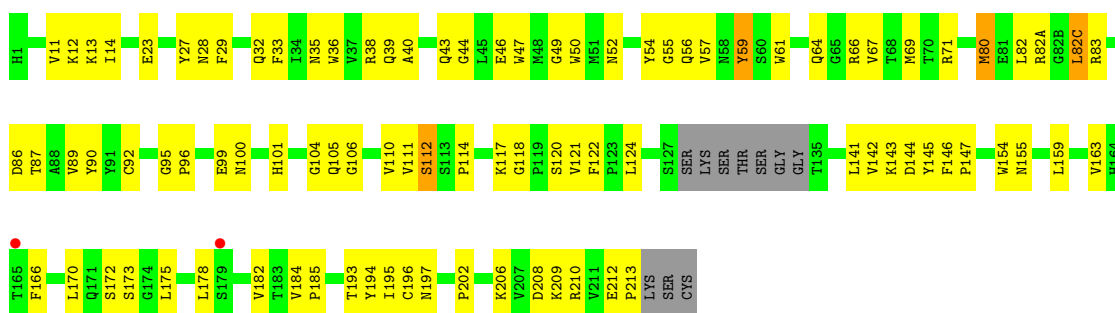 H1 V11 K12 K13 I14 E23 Y27 N28 F29 Q32 F33 I34 N35 W36 V37 R38 Q39 A40 Q43 G44 L45 E46 W47 M48 G49 W50 M51 N52 Y54 G55 Q56 V57 N58 Y59 S60 W61 Q64 G65 R66 V67 T68 M69 T70 R71 M80 E81 L82 R82A G82B L82C R83
D86 T87 A88 V89 Y90 Y91 C92 G95 P96 E99 N100 H101 G104 Q105 G106 V110 V111 S112 S113 P114 K117 G118 P119 S120 V121 F122 P123 L124 S127 SER LYS SER THR SER GLY GLY T135 L141 V142 K143 D144 Y145 F146 P147 W154 N155 L159 V163 H164
T165 F166 L170 Q171 S172 S173 G174 L175 L178 S179 V182 T183 V184 P185 T193 Y194 I195 C196 N197 P202 K206 V207 D208 K209 R210 V211 E212 P213 LYS SER CYS